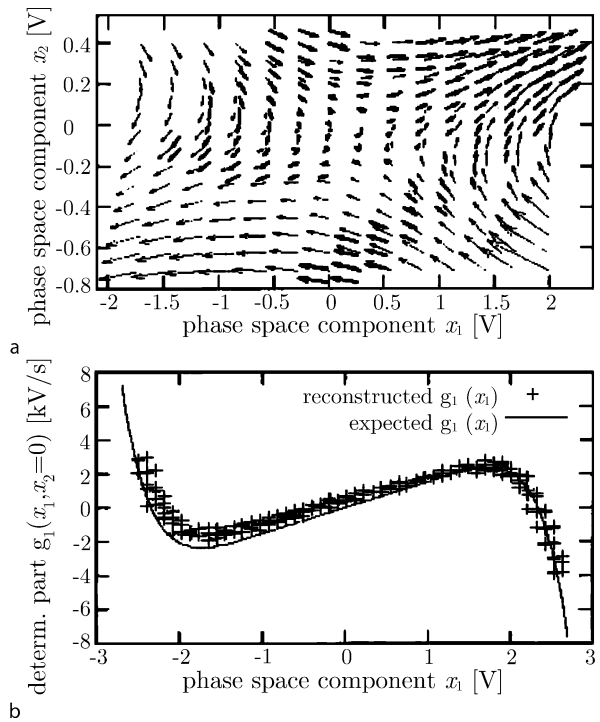 phase space component x₂ [V]
0.4
0.2
0
-0.2
-0.4
-0.6
-0.8
-2 -1.5 -1 -0.5 0 0.5 1 1.5 2
phase space component x₁ [V]
a
determ. part g₁(x₁,x₂=0) [kV/s]
8
6
4
2
0
-2
-4
-6
-8
reconstructed g₁ (x₁)
expected g₁ (x₁)
-3 -2 -1 0 1 2 3
phase space component x₁ [V]
b